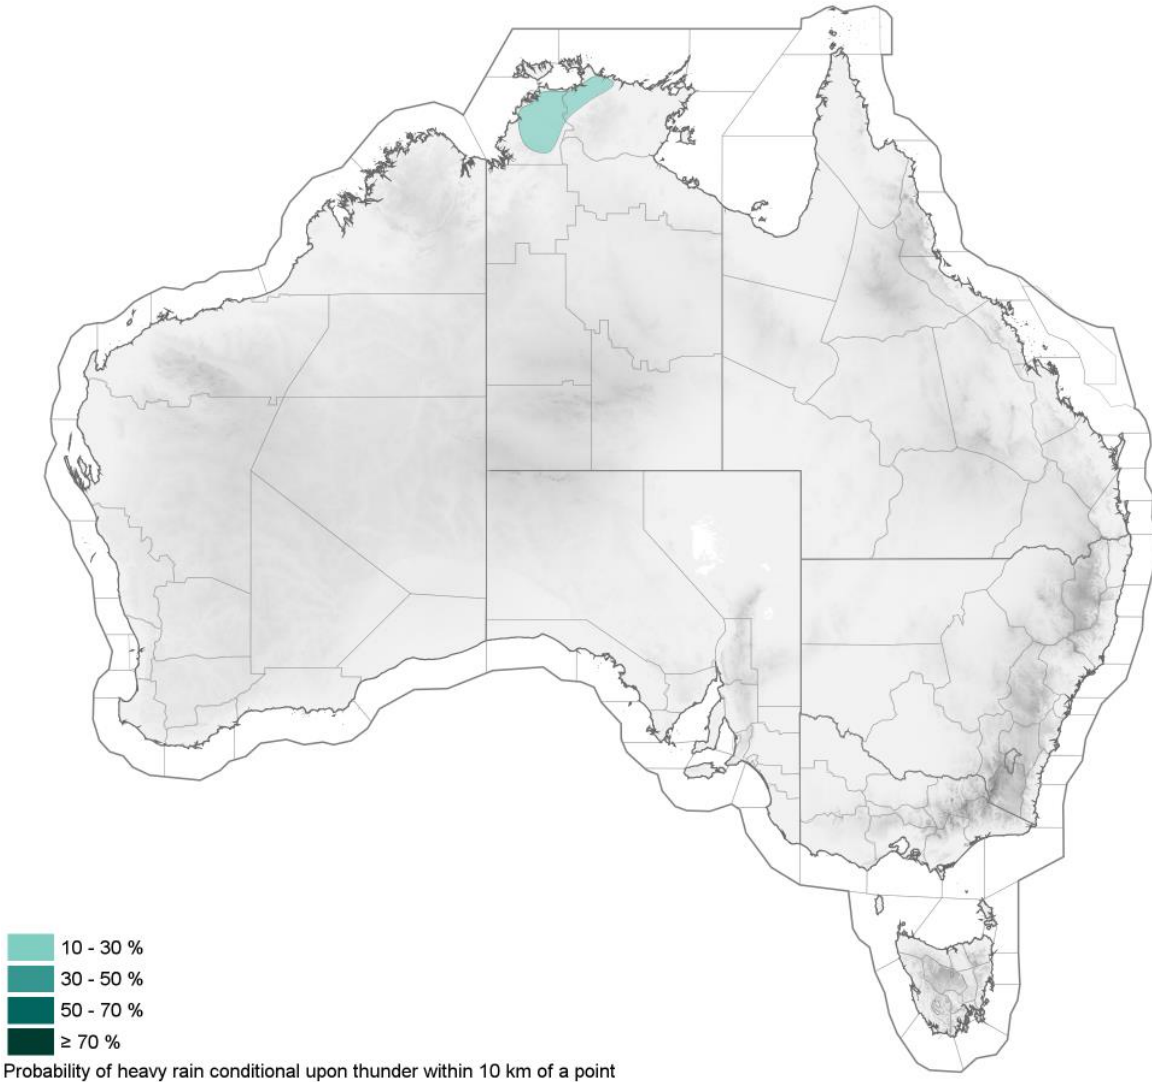 10 - 30 %
30 - 50 %
50 - 70 %
≥ 70 %
Probability of heavy rain conditional upon thunder within 10 km of a point